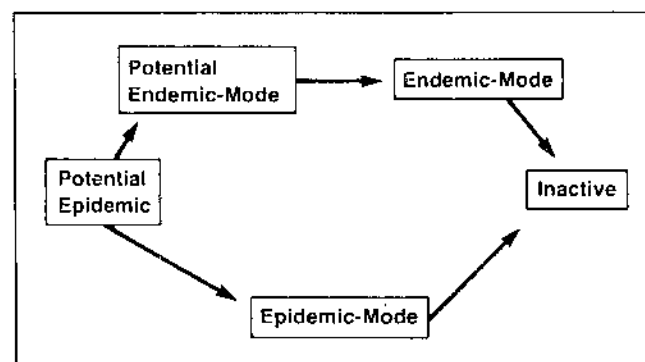 Potential
Endemic-Mode
Endemic-Mode
Potential
Epidemic
Inactive
Epidemic-Mode